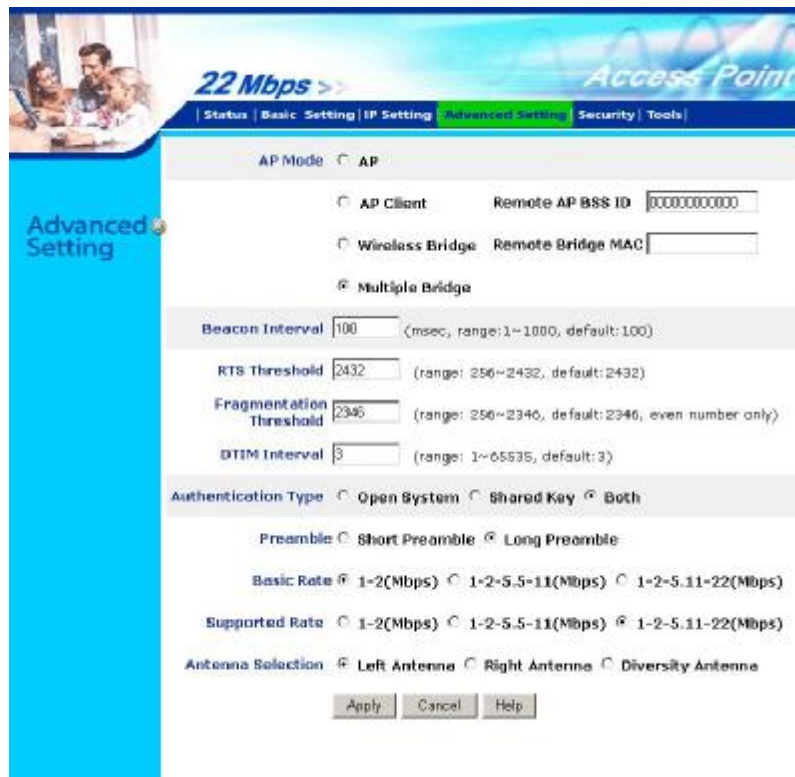 22 Mbps >>
Access Point
| Status | Basic Setting | IP Setting | Advanced Setting | Security | Tools |
Advanced Setting
AP Mode AP
AP Client Remote AP BSS ID 000000000000
Wireless Bridge Remote Bridge MAC
Multiple Bridge
Beacon Interval 100 (msec, range:1~1000, default:100)
RTS Threshold 2432 (range: 256~2432, default:2432)
Fragmentation Threshold 2346 (range: 256~2346, default:2346, even number only)
DTIM Interval 3 (range: 1~65535, default:3)
Authentication Type Open System Shared Key Both
Preamble Short Preamble Long Preamble
Basic Rate 1-2(Mbps) 1-2-5.5-11(Mbps) 1-2-5.11-22(Mbps)
Supported Rate 1-2(Mbps) 1-2-5.5-11(Mbps) 1-2-5.11-22(Mbps)
Antenna Selection Left Antenna Right Antenna Diversity Antenna
Apply Cancel Help